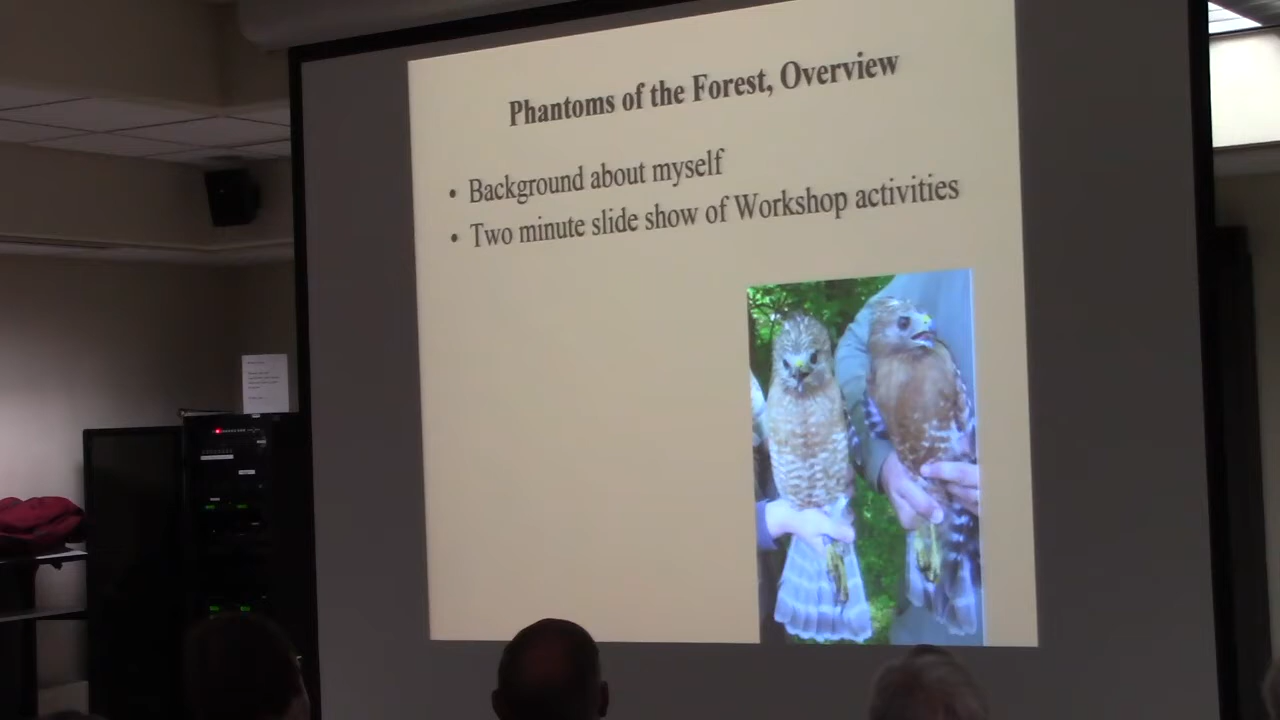 Phantoms of the Forest, Overview
• Background about myself
• Two minute slide show of Workshop activities